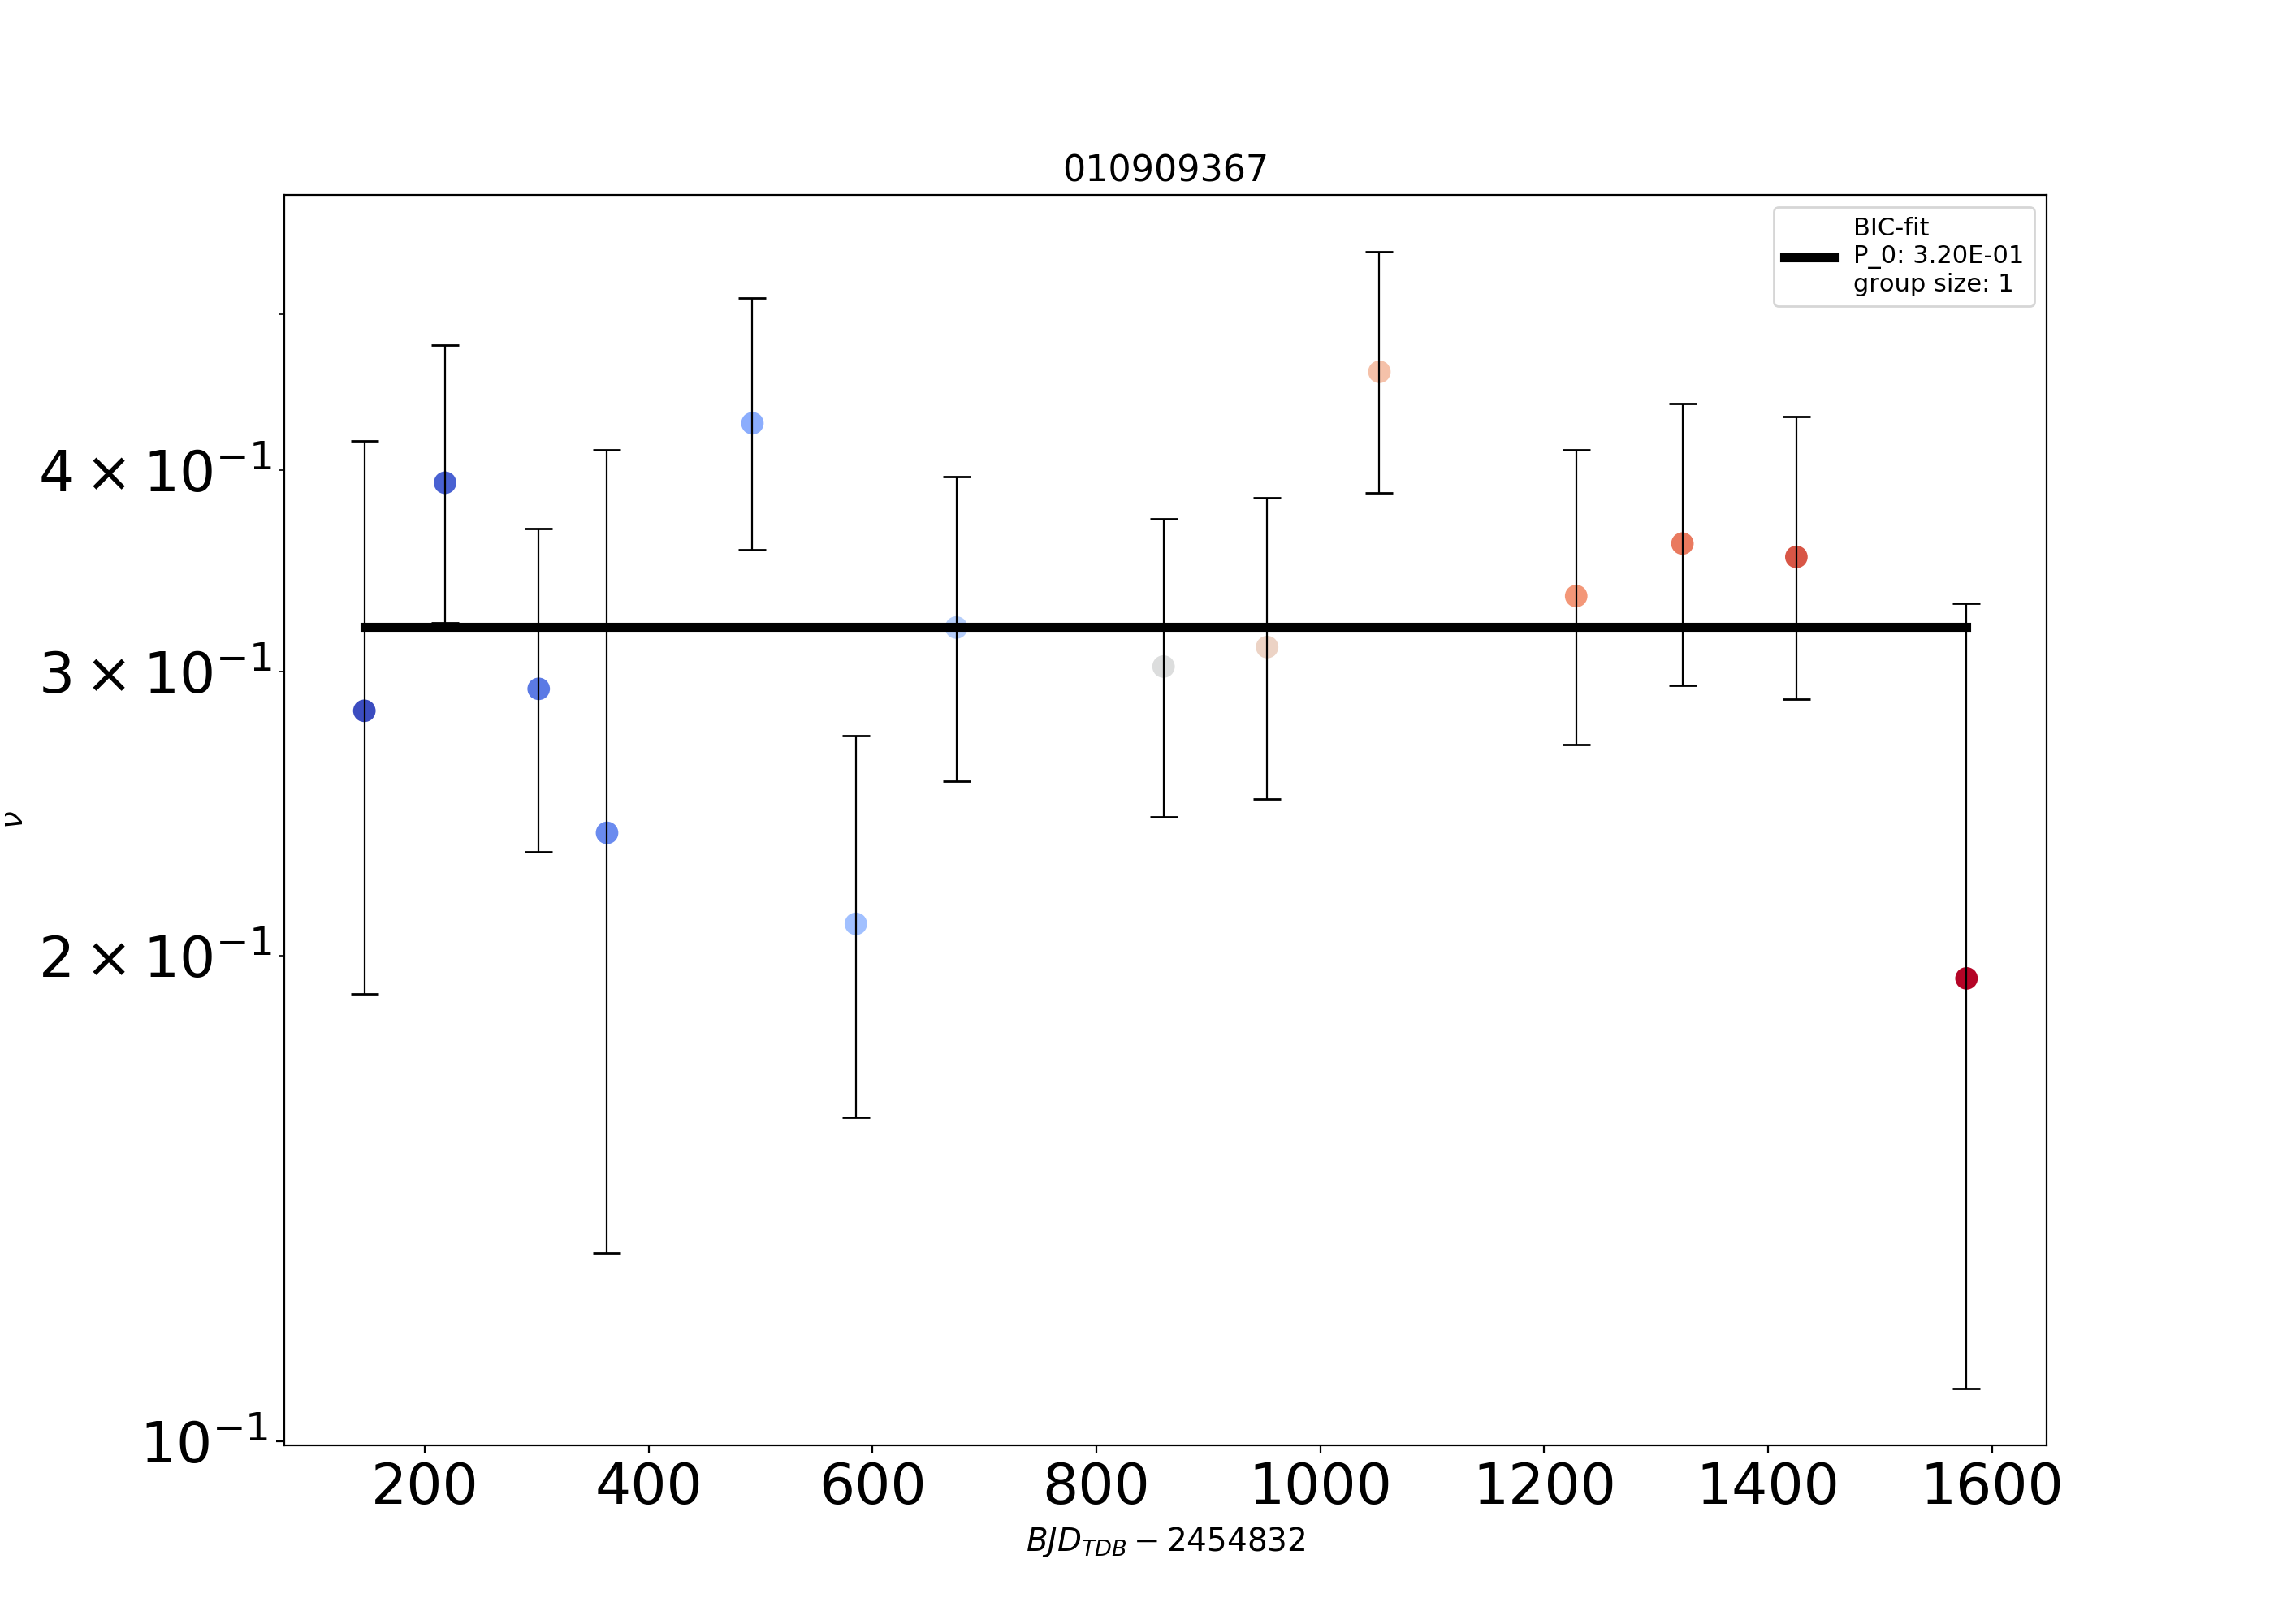 010909367
BIC-fit
P_0: 3.20E-01
group size: 1
4 × 10⁻¹
3 × 10⁻¹
2 × 10⁻¹
10⁻¹
ν
200 400 600 800 1000 1200 1400 1600
BJD_TDB − 2454832